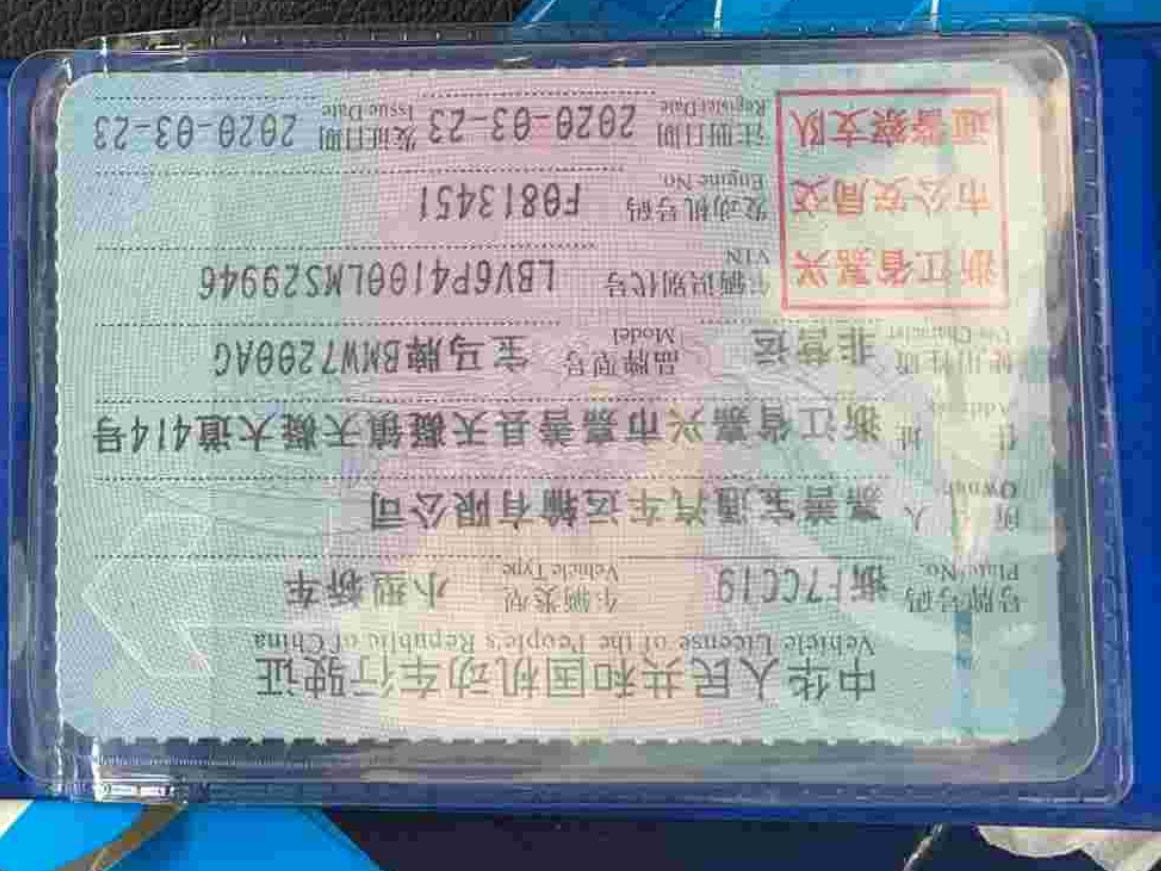 中华人民共和国机动车行驶证
Vehicle License of the People's Republic of China
号牌号码 浙F7CC19 车辆类型 小型轿车
Plate No. Vehicle Type
所 人 嘉善宝通汽车运输有限公司
Owner
住 址 浙江省嘉兴市嘉善县天凝镇天凝大道414号
Address
使用性质 非营运 品牌型号 宝马牌BMW7200AG
Use Character Model
浙江省嘉兴
市公安局交
通警察支队
车辆识别代号 LBV6P4100LMS29946
VIN
发动机号码 F0813451
Engine No.
注册日期 2020-03-23 发证日期 2020-03-23
Register Date Issue Date